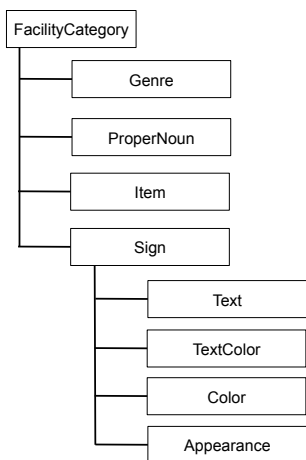 FacilityCategory
Genre
ProperNoun
Item
Sign
Text
TextColor
Color
Appearance